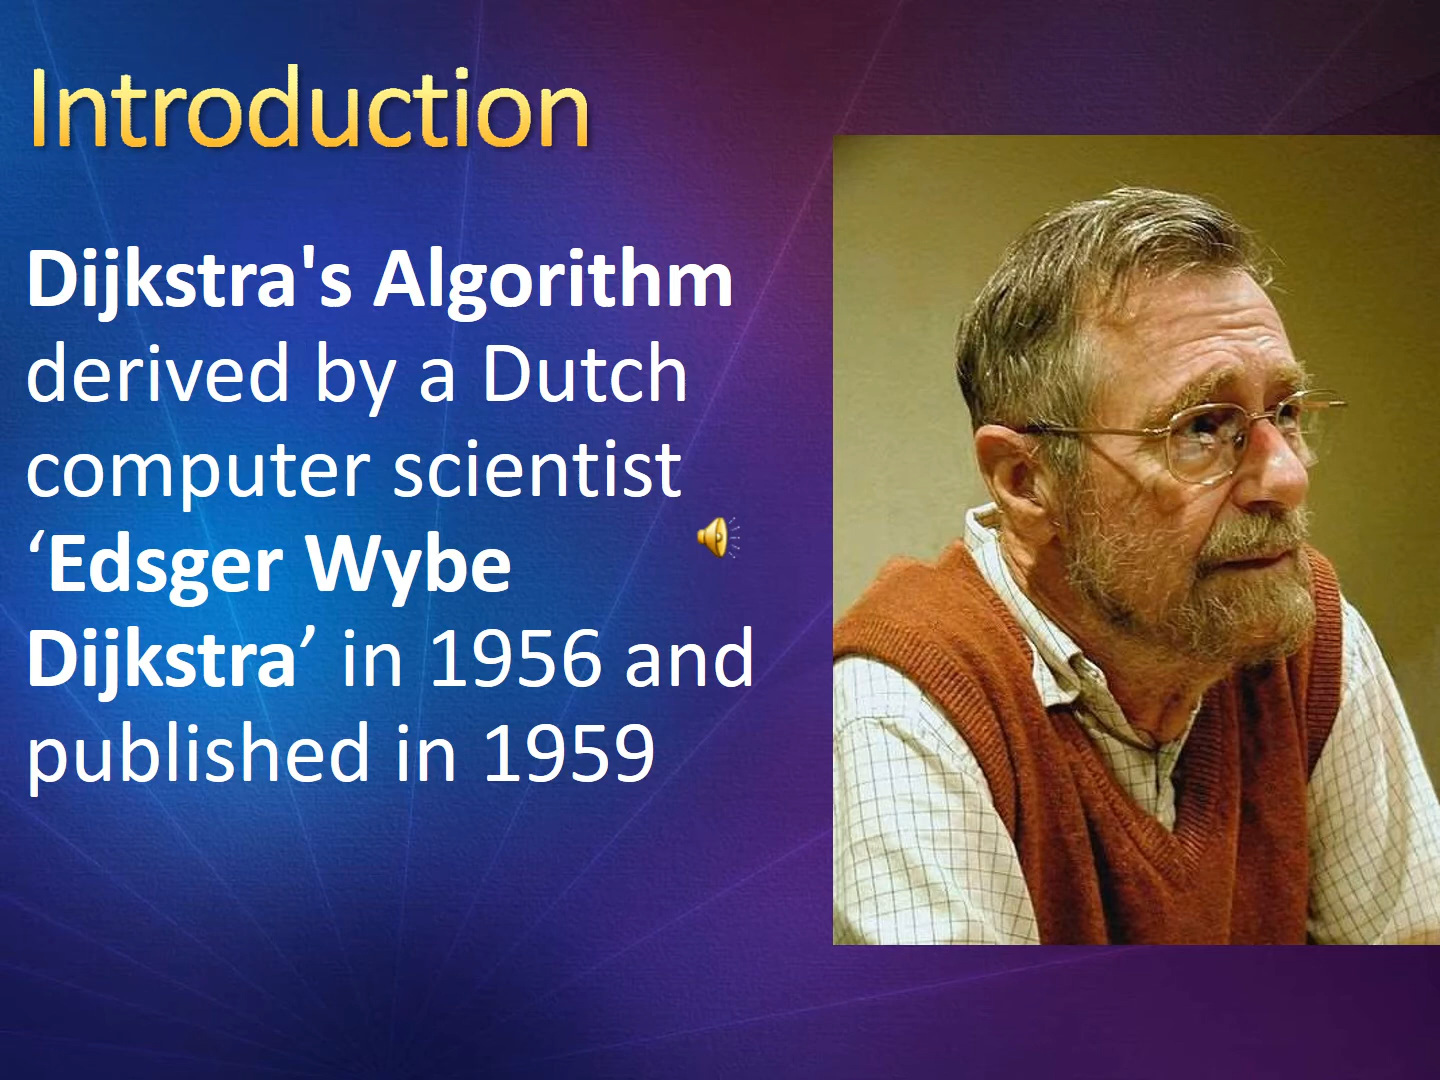 Introduction
Dijkstra's Algorithm
derived by a Dutch
computer scientist
‘Edsger Wybe
Dijkstra’ in 1956 and
published in 1959